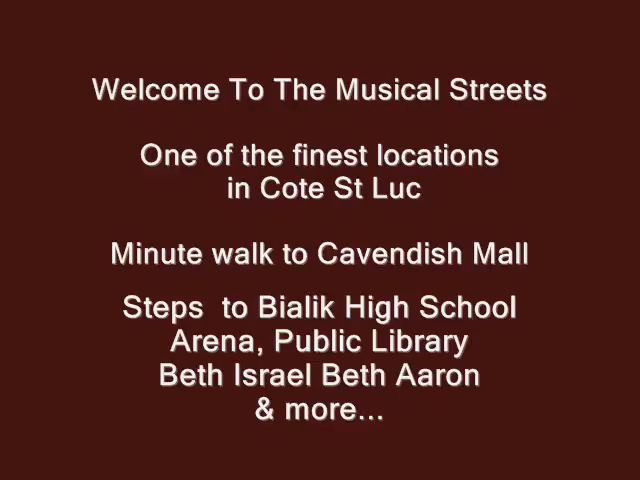 Welcome To The Musical Streets
One of the finest locations
in Cote St Luc
Minute walk to Cavendish Mall
Steps to Bialik High School
Arena, Public Library
Beth Israel Beth Aaron
& more...